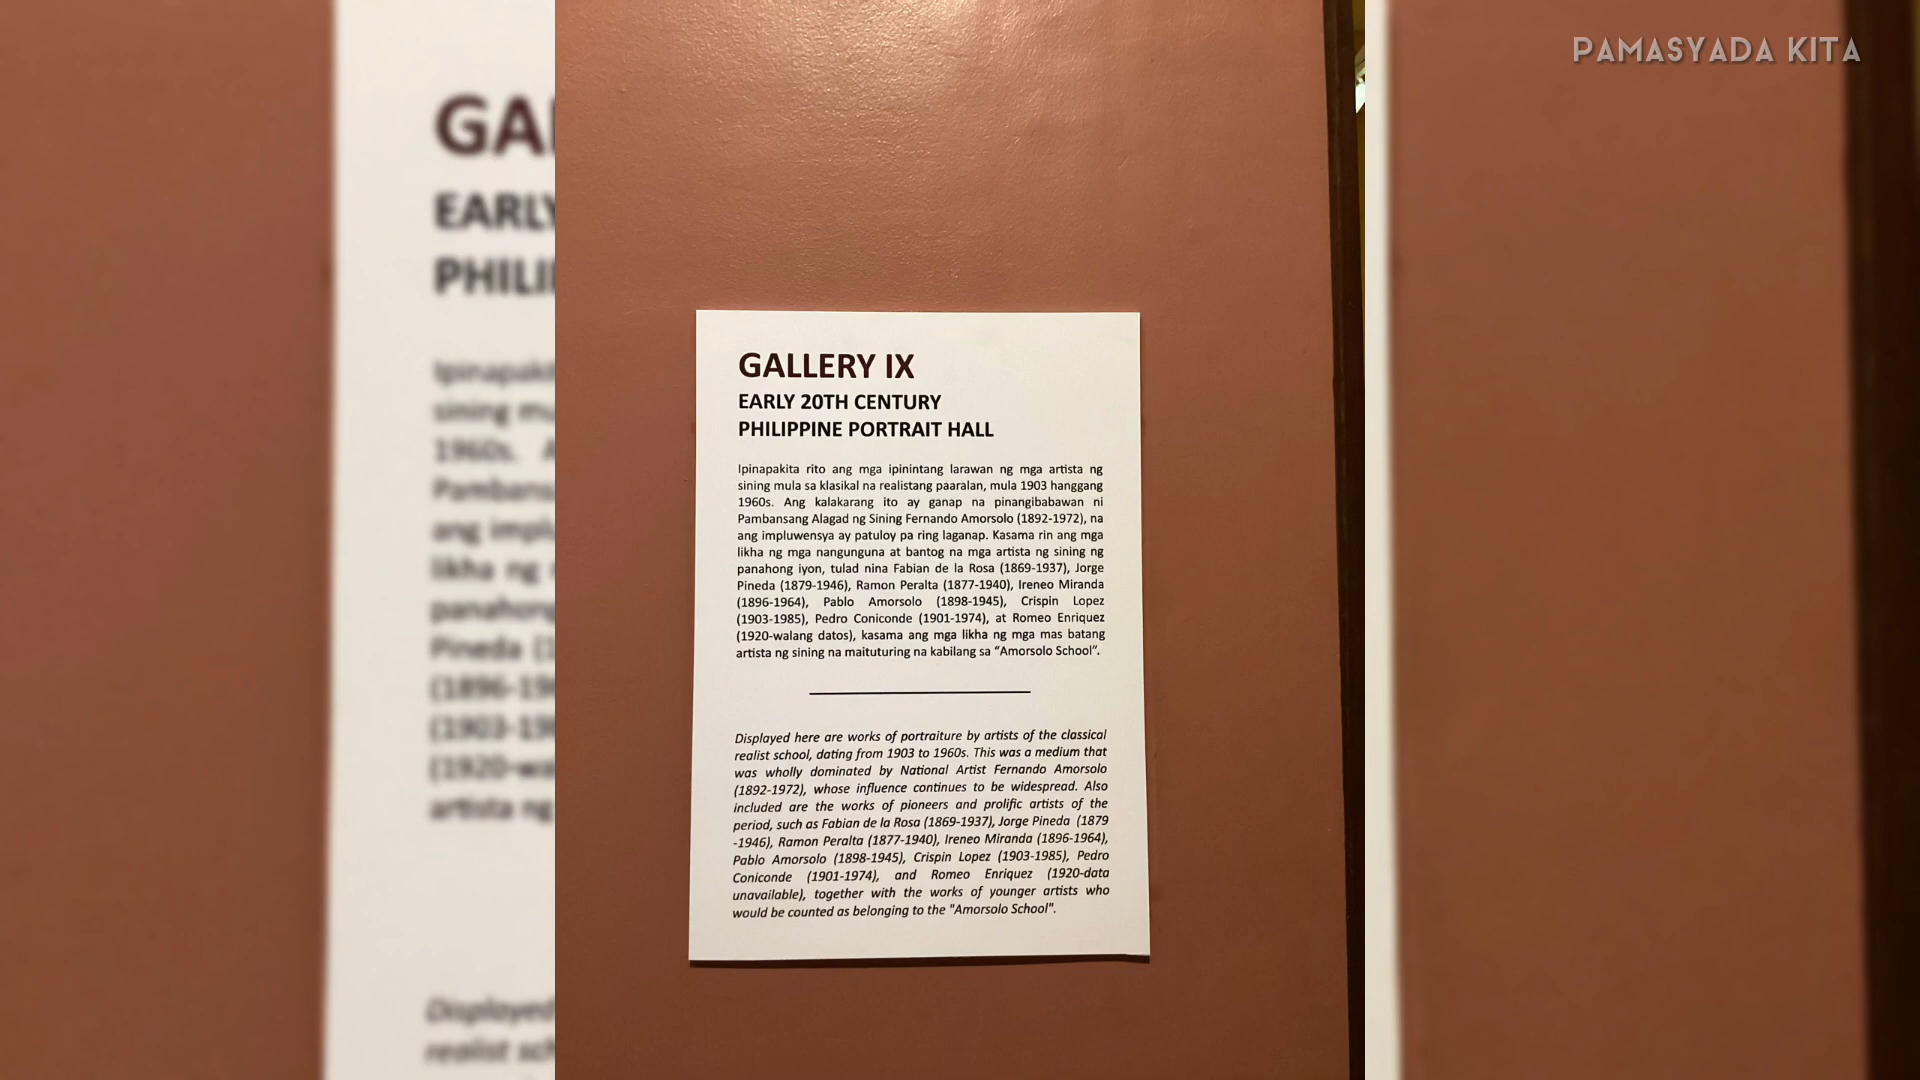 PAMASYADA KITA
GALLERY IX
EARLY 20TH CENTURY
PHILIPPINE PORTRAIT HALL
Ipinapakita rito ang mga ipinintang larawan ng mga artista ng
sining mula sa klasikal na realistang paaralan, mula 1903 hanggang
1960s. Ang kalakarang ito ay ganap na pinangibabawan ni
Pambansang Alagad ng Sining Fernando Amorsolo (1892-1972), na
ang impluwensya ay patuloy pa ring laganap. Kasama rin ang mga
likha ng mga nangunguna at bantog na mga artista ng sining ng
panahong iyon, tulad nina Fabian de la Rosa (1869-1937), Jorge
Pineda (1879-1946), Ramon Peralta (1877-1940), Ireneo Miranda
(1896-1964), Pablo Amorsolo (1898-1945), Crispin Lopez
(1903-1985), Pedro Coniconde (1901-1974), at Romeo Enriquez
(1920-walang datos), kasama ang mga likha ng mga mas batang
artista ng sining na maituturing na kabilang sa “Amorsolo School”.
Displayed here are works of portraiture by artists of the classical
realist school, dating from 1903 to 1960s. This was a medium that
was wholly dominated by National Artist Fernando Amorsolo
(1892-1972), whose influence continues to be widespread. Also
included are the works of pioneers and prolific artists of the
period, such as Fabian de la Rosa (1869-1937), Jorge Pineda (1879
-1946), Ramon Peralta (1877-1940), Ireneo Miranda (1896-1964),
Pablo Amorsolo (1898-1945), Crispin Lopez (1903-1985), Pedro
Coniconde (1901-1974), and Romeo Enriquez (1920-data
unavailable), together with the works of younger artists who
would be counted as belonging to the "Amorsolo School".